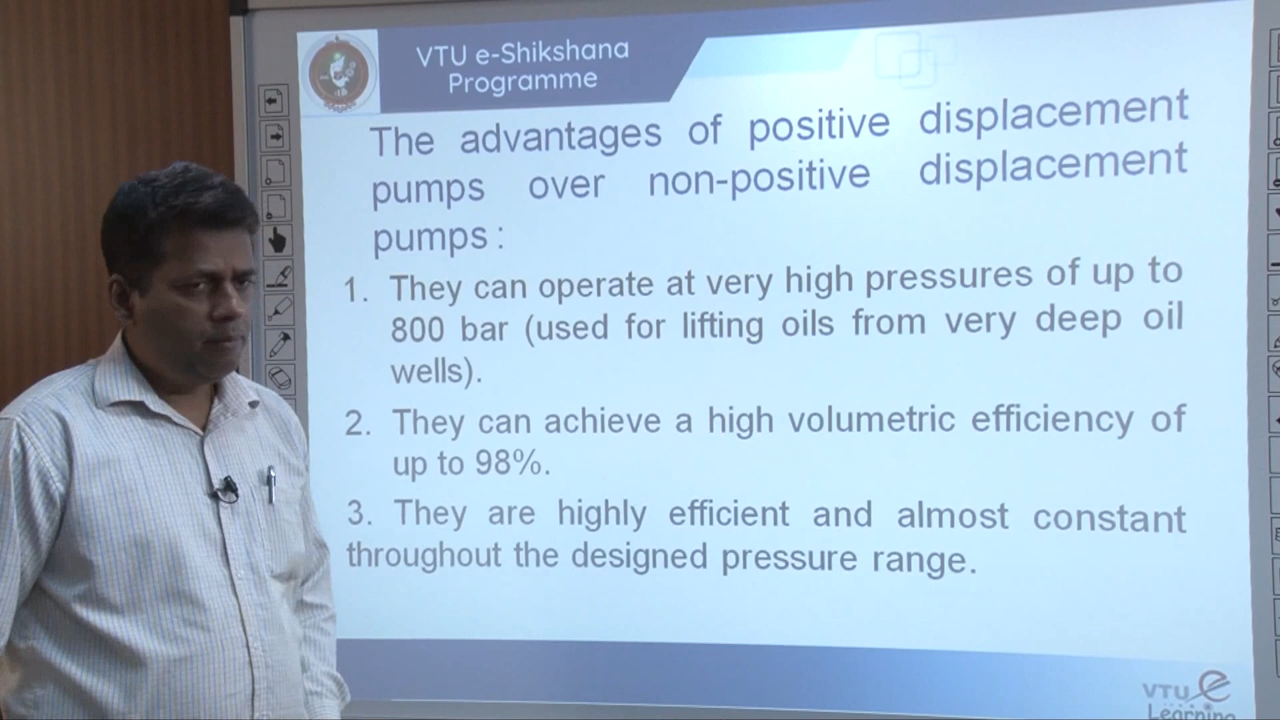 VTU e-Shikshana
Programme
The advantages of positive displacement
pumps over non-positive displacement
pumps :
1. They can operate at very high pressures of up to
800 bar (used for lifting oils from very deep oil
wells).
2. They can achieve a high volumetric efficiency of
up to 98%.
3. They are highly efficient and almost constant
throughout the designed pressure range.
VTU e
Learning